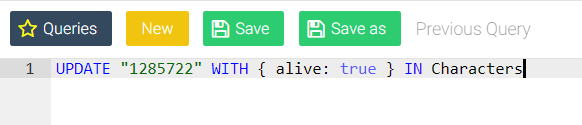 Queries New Save Save as Previous Query
1 UPDATE "1285722" WITH { alive: true } IN Characters